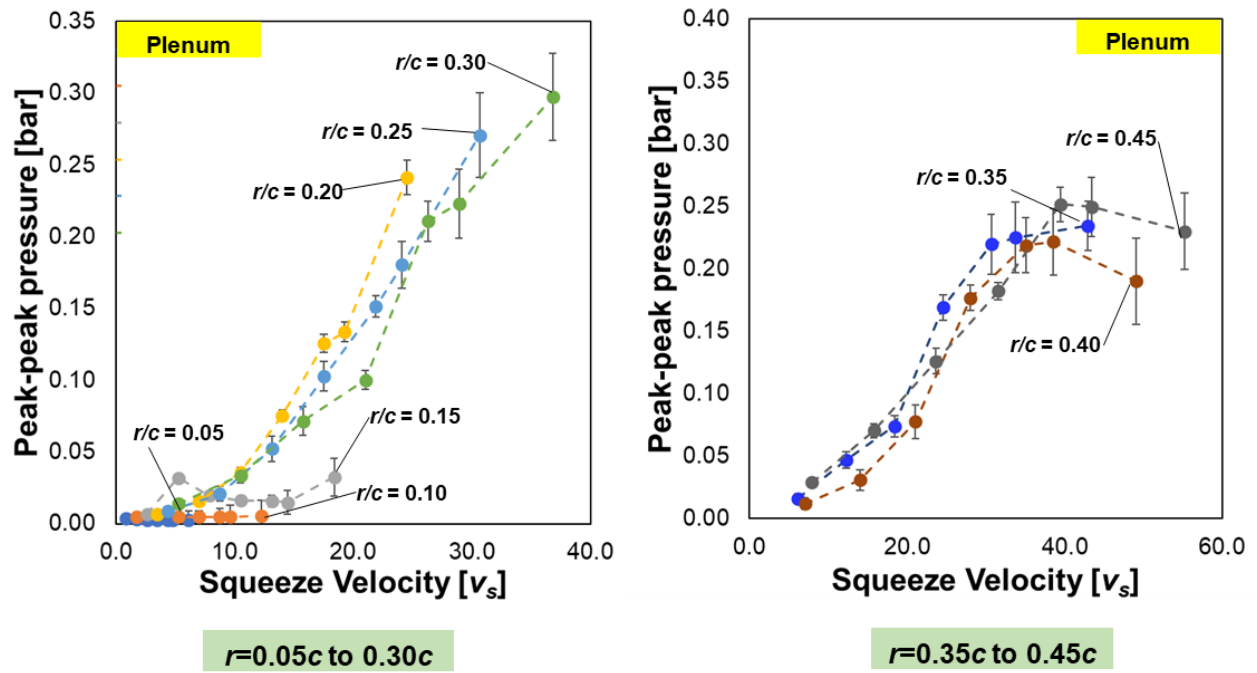 Plenum
Peak-peak pressure [bar]
0.35
0.30
0.25
0.20
0.15
0.10
0.05
0.00
r/c = 0.30
r/c = 0.25
r/c = 0.20
r/c = 0.15
r/c = 0.05
r/c = 0.10
0.0 10.0 20.0 30.0 40.0
Squeeze Velocity [vs]
r=0.05c to 0.30c
Plenum
Peak-peak pressure [bar]
0.40
0.35
0.30
0.25
0.20
0.15
0.10
0.05
0.00
r/c = 0.45
r/c = 0.35
r/c = 0.40
0.0 20.0 40.0 60.0
Squeeze Velocity [vs]
r=0.35c to 0.45c